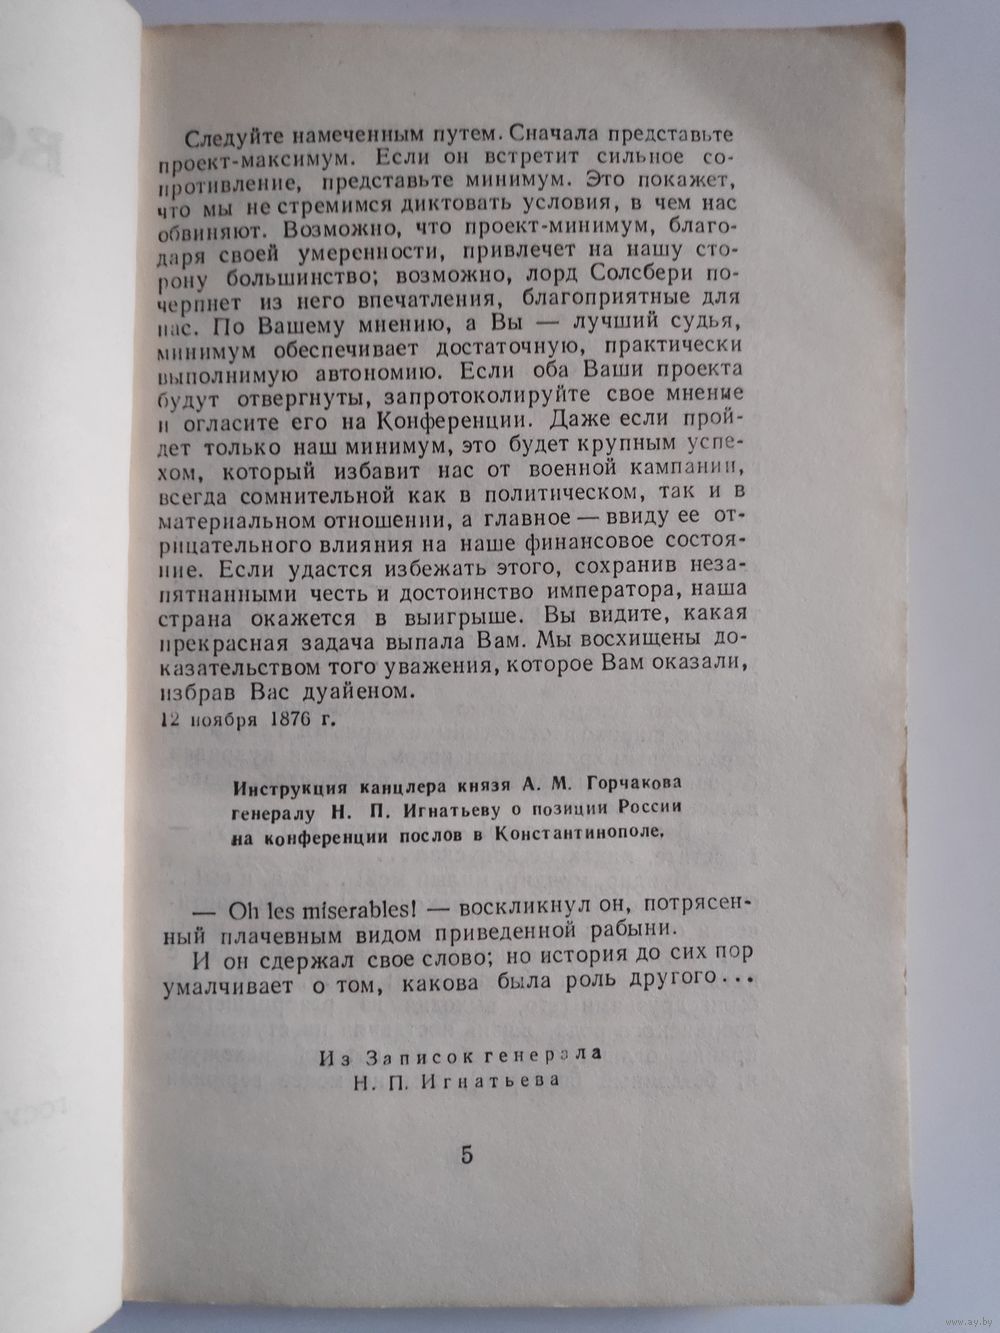 Следуйте намеченным путем. Сначала представьте
проект-максимум. Если он встретит сильное со-
противление, представьте минимум. Это покажет,
что мы не стремимся диктовать условия, в чем нас
обвиняют. Возможно, что проект-минимум, благо-
даря своей умеренности, привлечет на нашу сто-
рону большинство; возможно, лорд Солсбери по-
черпнет из него впечатления, благоприятные для
нас. По Вашему мнению, а Вы — лучший судья,
минимум обеспечивает достаточную, практически
выполнимую автономию. Если оба Ваши проекта
будут отвергнуты, запротоколируйте свое мнение
и огласите его на Конференции. Даже если прой-
дет только наш минимум, это будет крупным успе-
хом, который избавит нас от военной кампании,
всегда сомнительной как в политическом, так и в
материальном отношении, а главное — ввиду ее от-
рицательного влияния на наше финансовое состоя-
ние. Если удастся избежать этого, сохранив неза-
пятнанными честь и достоинство императора, наша
страна окажется в выигрыше. Вы видите, какая
прекрасная задача выпала Вам. Мы восхищены до-
казательством того уважения, которое Вам оказали,
избрав Вас дуайеном.
12 ноября 1876 г.
Инструкция канцлера князя А. М. Горчакова
генералу Н. П. Игнатьеву о позиции России
на конференции послов в Константинополе.
— Oh les miserables! — воскликнул он, потрясен-
ный плачевным видом приведенной рабыни.
И он сдержал свое слово; но история до сих пор
умалчивает о том, какова была роль другого...
Из Записок генерала
Н. П. Игнатьева
5
www.ay.by